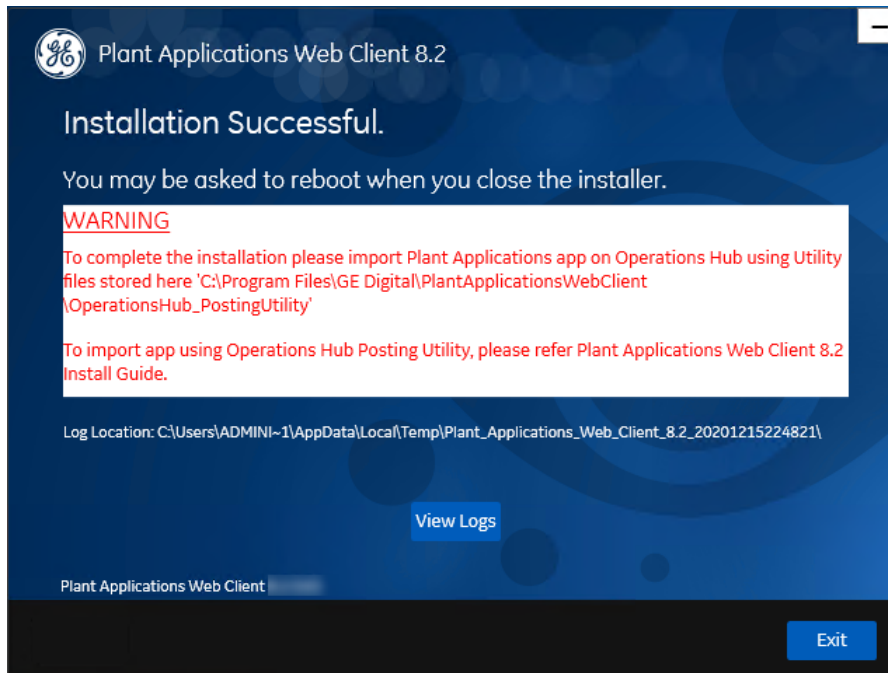 Plant Applications Web Client 8.2
Installation Successful.
You may be asked to reboot when you close the installer.
WARNING
To complete the installation please import Plant Applications app on Operations Hub using Utility
files stored here 'C:\Program Files\GE Digital\PlantApplicationsWebClient
\OperationsHub_PostingUtility'
To import app using Operations Hub Posting Utility, please refer Plant Applications Web Client 8.2
Install Guide.
Log Location: C:\Users\ADMINI~1\AppData\Local\Temp\Plant_Applications_Web_Client_8.2_20201215224821\
View Logs
Plant Applications Web Client
Exit